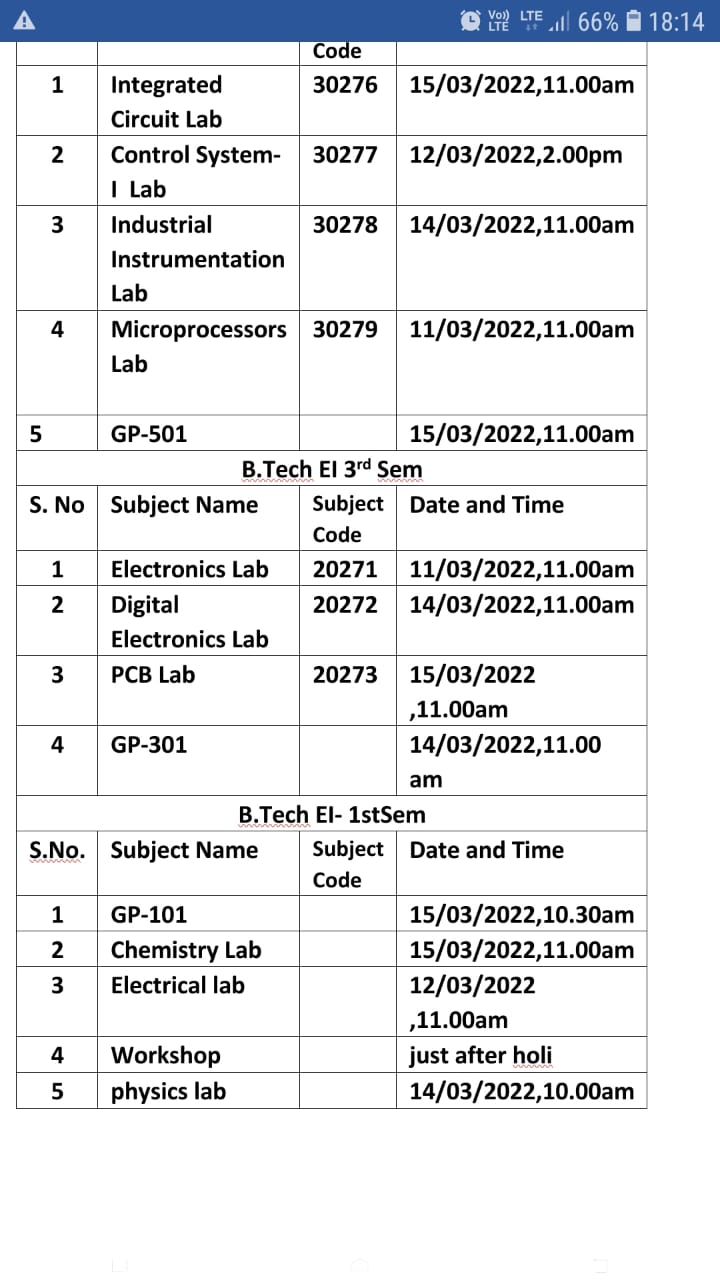 Vo)) LTE LTE 66% 18:14
Code
1 Integrated 30276 15/03/2022,11.00am
Circuit Lab
2 Control System- 30277 12/03/2022,2.00pm
I Lab
3 Industrial 30278 14/03/2022,11.00am
Instrumentation
Lab
4 Microprocessors 30279 11/03/2022,11.00am
Lab
5 GP-501 15/03/2022,11.00am
B.Tech EI 3rd Sem
S. No Subject Name Subject Date and Time
Code
1 Electronics Lab 20271 11/03/2022,11.00am
2 Digital 20272 14/03/2022,11.00am
Electronics Lab
3 PCB Lab 20273 15/03/2022
,11.00am
4 GP-301 14/03/2022,11.00
am
B.Tech EI- 1stSem
S.No. Subject Name Subject Date and Time
Code
1 GP-101 15/03/2022,10.30am
2 Chemistry Lab 15/03/2022,11.00am
3 Electrical lab 12/03/2022
,11.00am
4 Workshop just after holi
5 physics lab 14/03/2022,10.00am